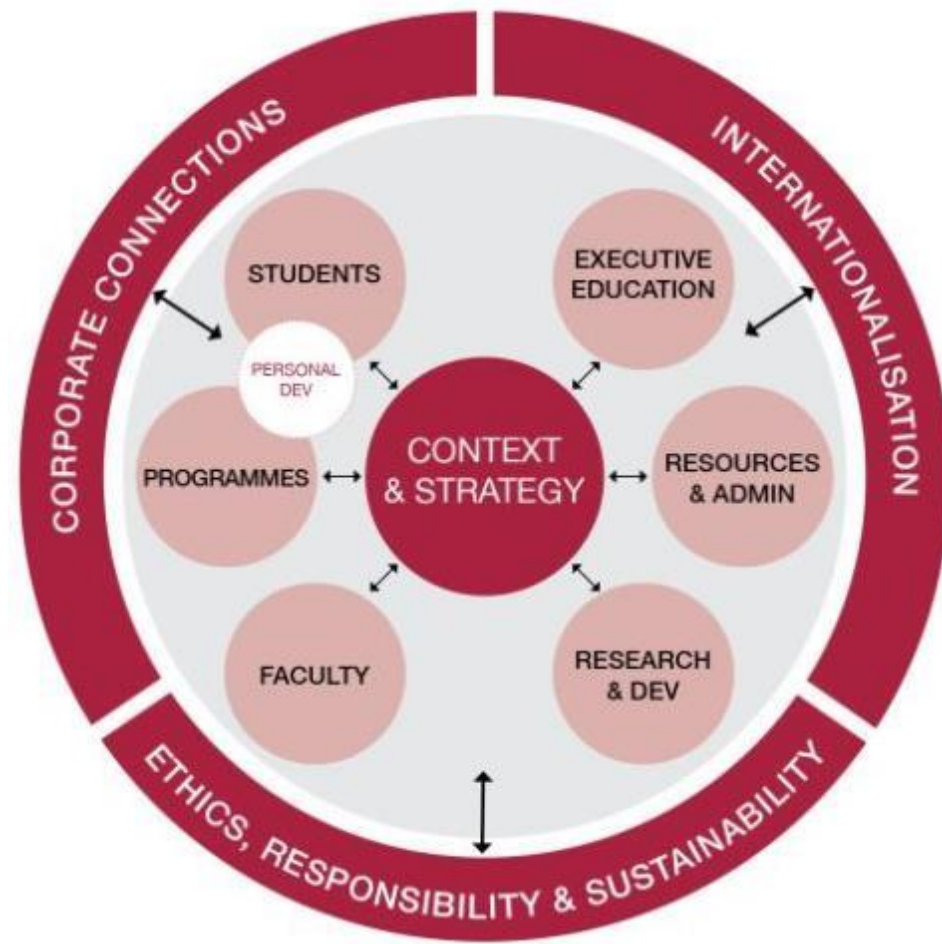 CORPORATE CONNECTIONS
INTERNATIONALISATION
STUDENTS
EXECUTIVE
EDUCATION
PERSONAL
DEV
PROGRAMMES
CONTEXT
& STRATEGY
RESOURCES
& ADMIN
FACULTY
RESEARCH
& DEV
ETHICS, RESPONSIBILITY & SUSTAINABILITY